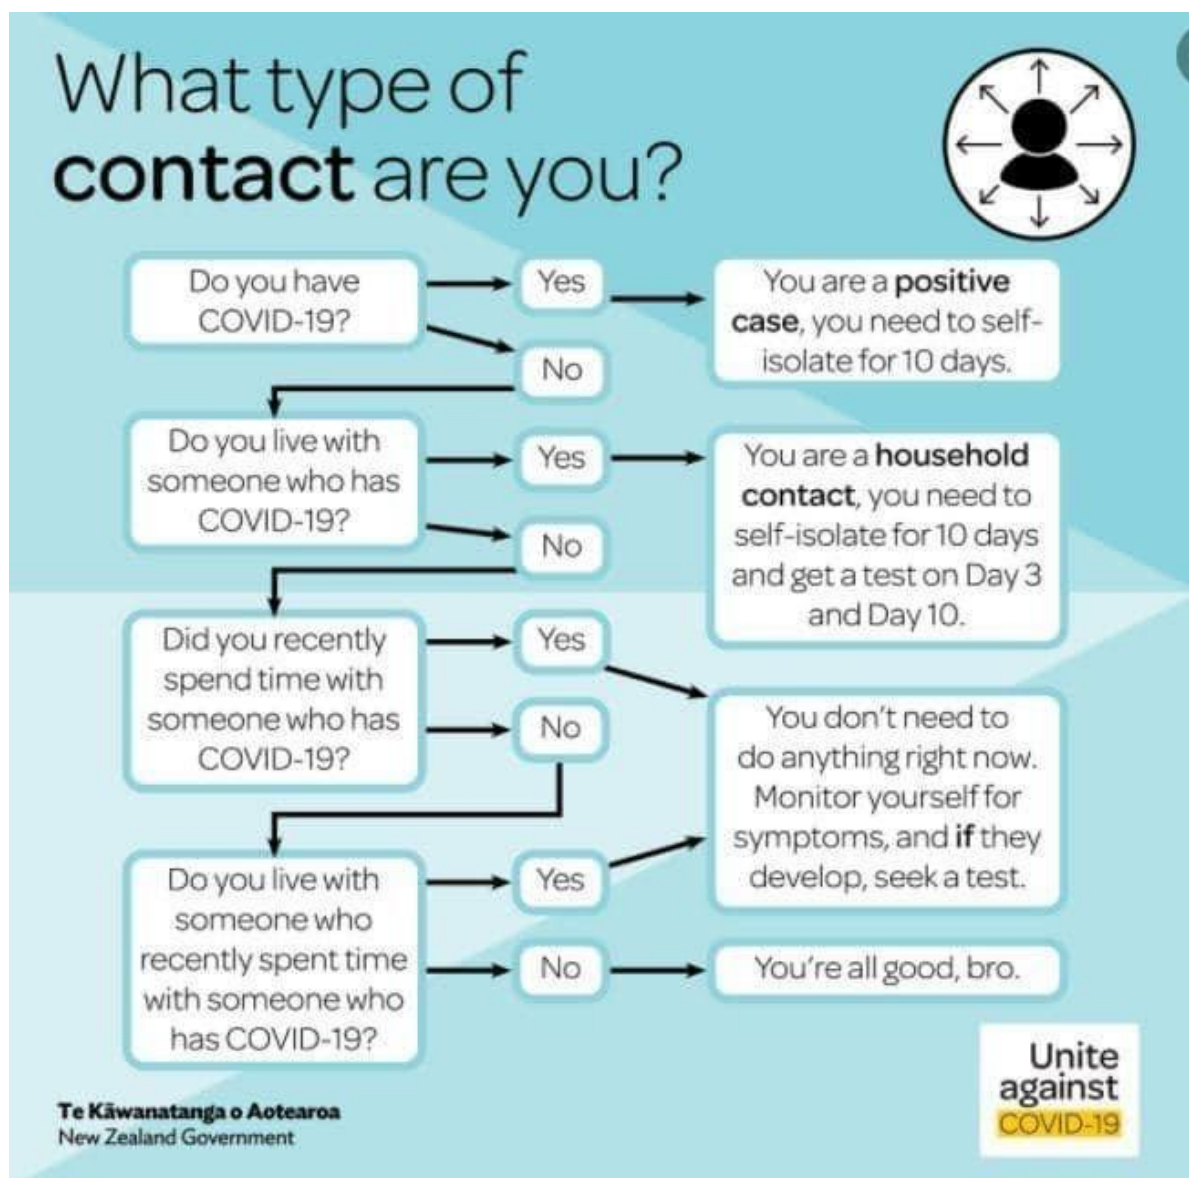 What type of
contact are you?
Do you have
COVID-19?
Yes
You are a positive
case, you need to self-
isolate for 10 days.
No
Do you live with
someone who has
COVID-19?
Yes
You are a household
contact, you need to
self-isolate for 10 days
and get a test on Day 3
and Day 10.
No
Did you recently
spend time with
someone who has
COVID-19?
Yes
No
You don't need to
do anything right now.
Monitor yourself for
symptoms, and if they
develop, seek a test.
Do you live with
someone who
recently spent time
with someone who
has COVID-19?
Yes
No
You're all good, bro.
Te Kāwanatanga o Aotearoa
New Zealand Government
Unite
against
COVID-19